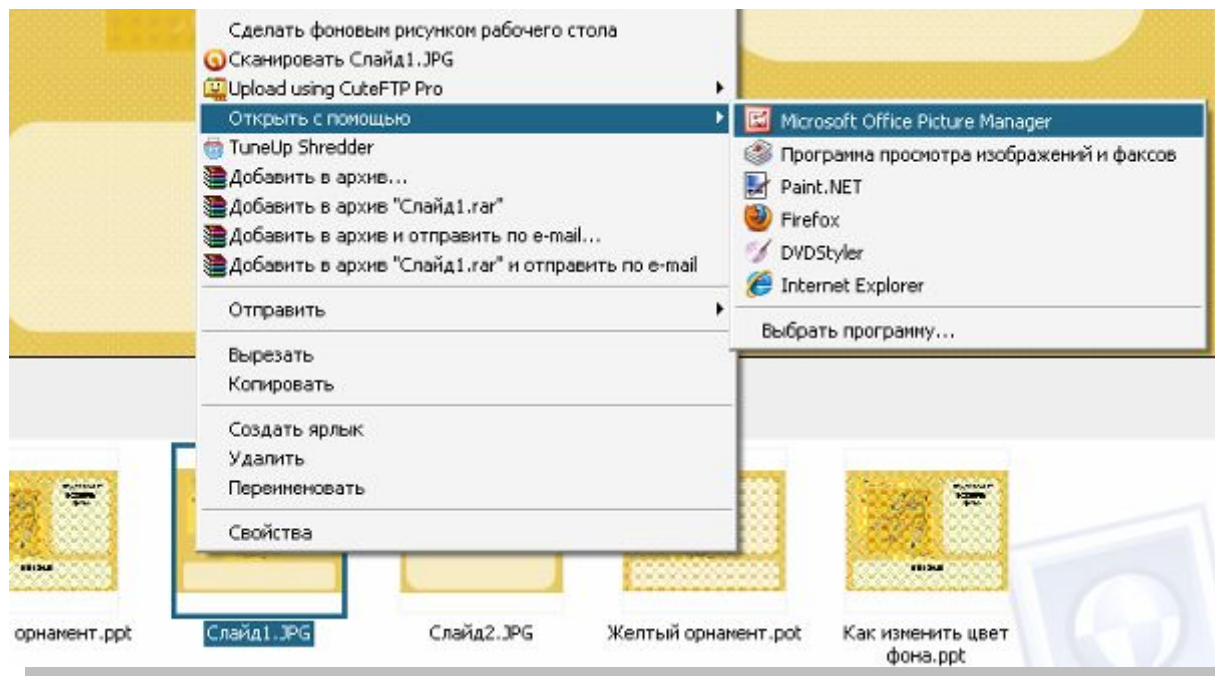 Сделать фоновым рисунком рабочего стола
Сканировать Слайд1.JPG
Upload using CuteFTP Pro
Открыть с помощью
TuneUp Shredder
Добавить в архив...
Добавить в архив "Слайд1.rar"
Добавить в архив и отправить по e-mail...
Добавить в архив "Слайд1.rar" и отправить по e-mail
Отправить
Вырезать
Копировать
Создать ярлык
Удалить
Переименовать
Свойства
Microsoft Office Picture Manager
Программа просмотра изображений и факсов
Paint.NET
Firefox
DVDStyler
Internet Explorer
Выбрать программу...
орнамент.ppt
Слайд1.JPG
Слайд2.JPG
Желтый орнамент.pot
Как изменить цвет
фона.ppt